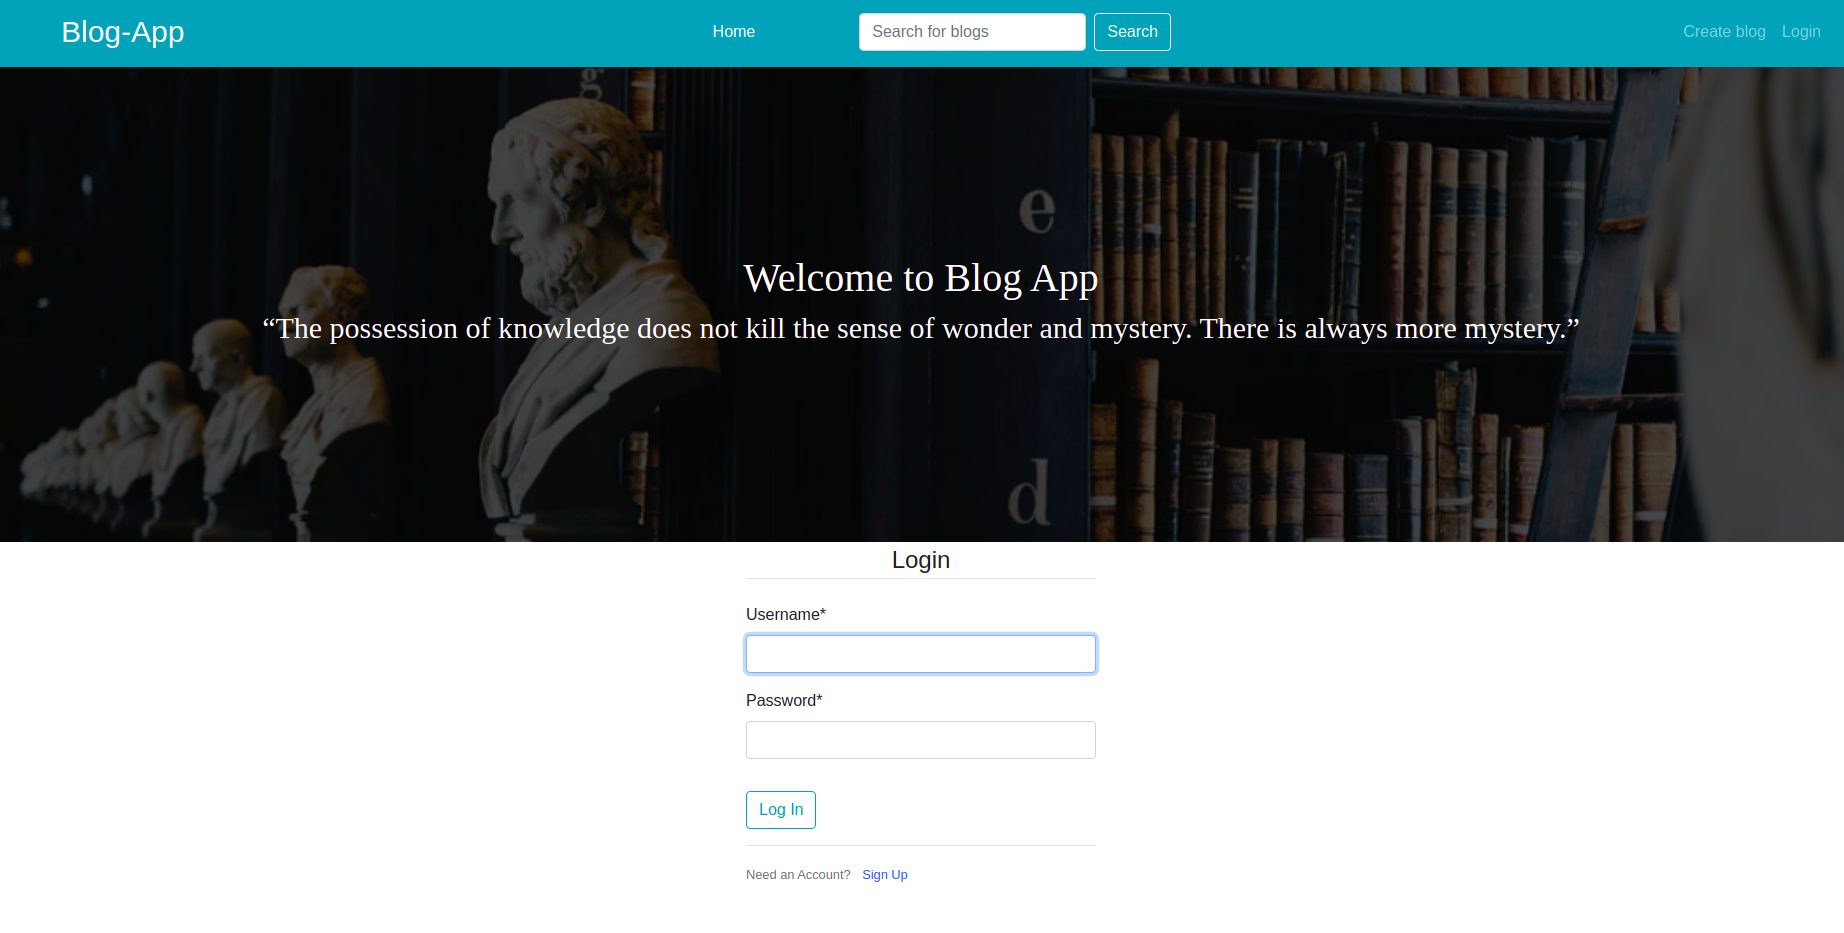 Blog-App
Home
Search for blogs
Search
Create blog
Login
g
e
d
Welcome to Blog App
“The possession of knowledge does not kill the sense of wonder and mystery. There is always more mystery.”
Login
Username*
Password*
Log In
Need an Account? Sign Up